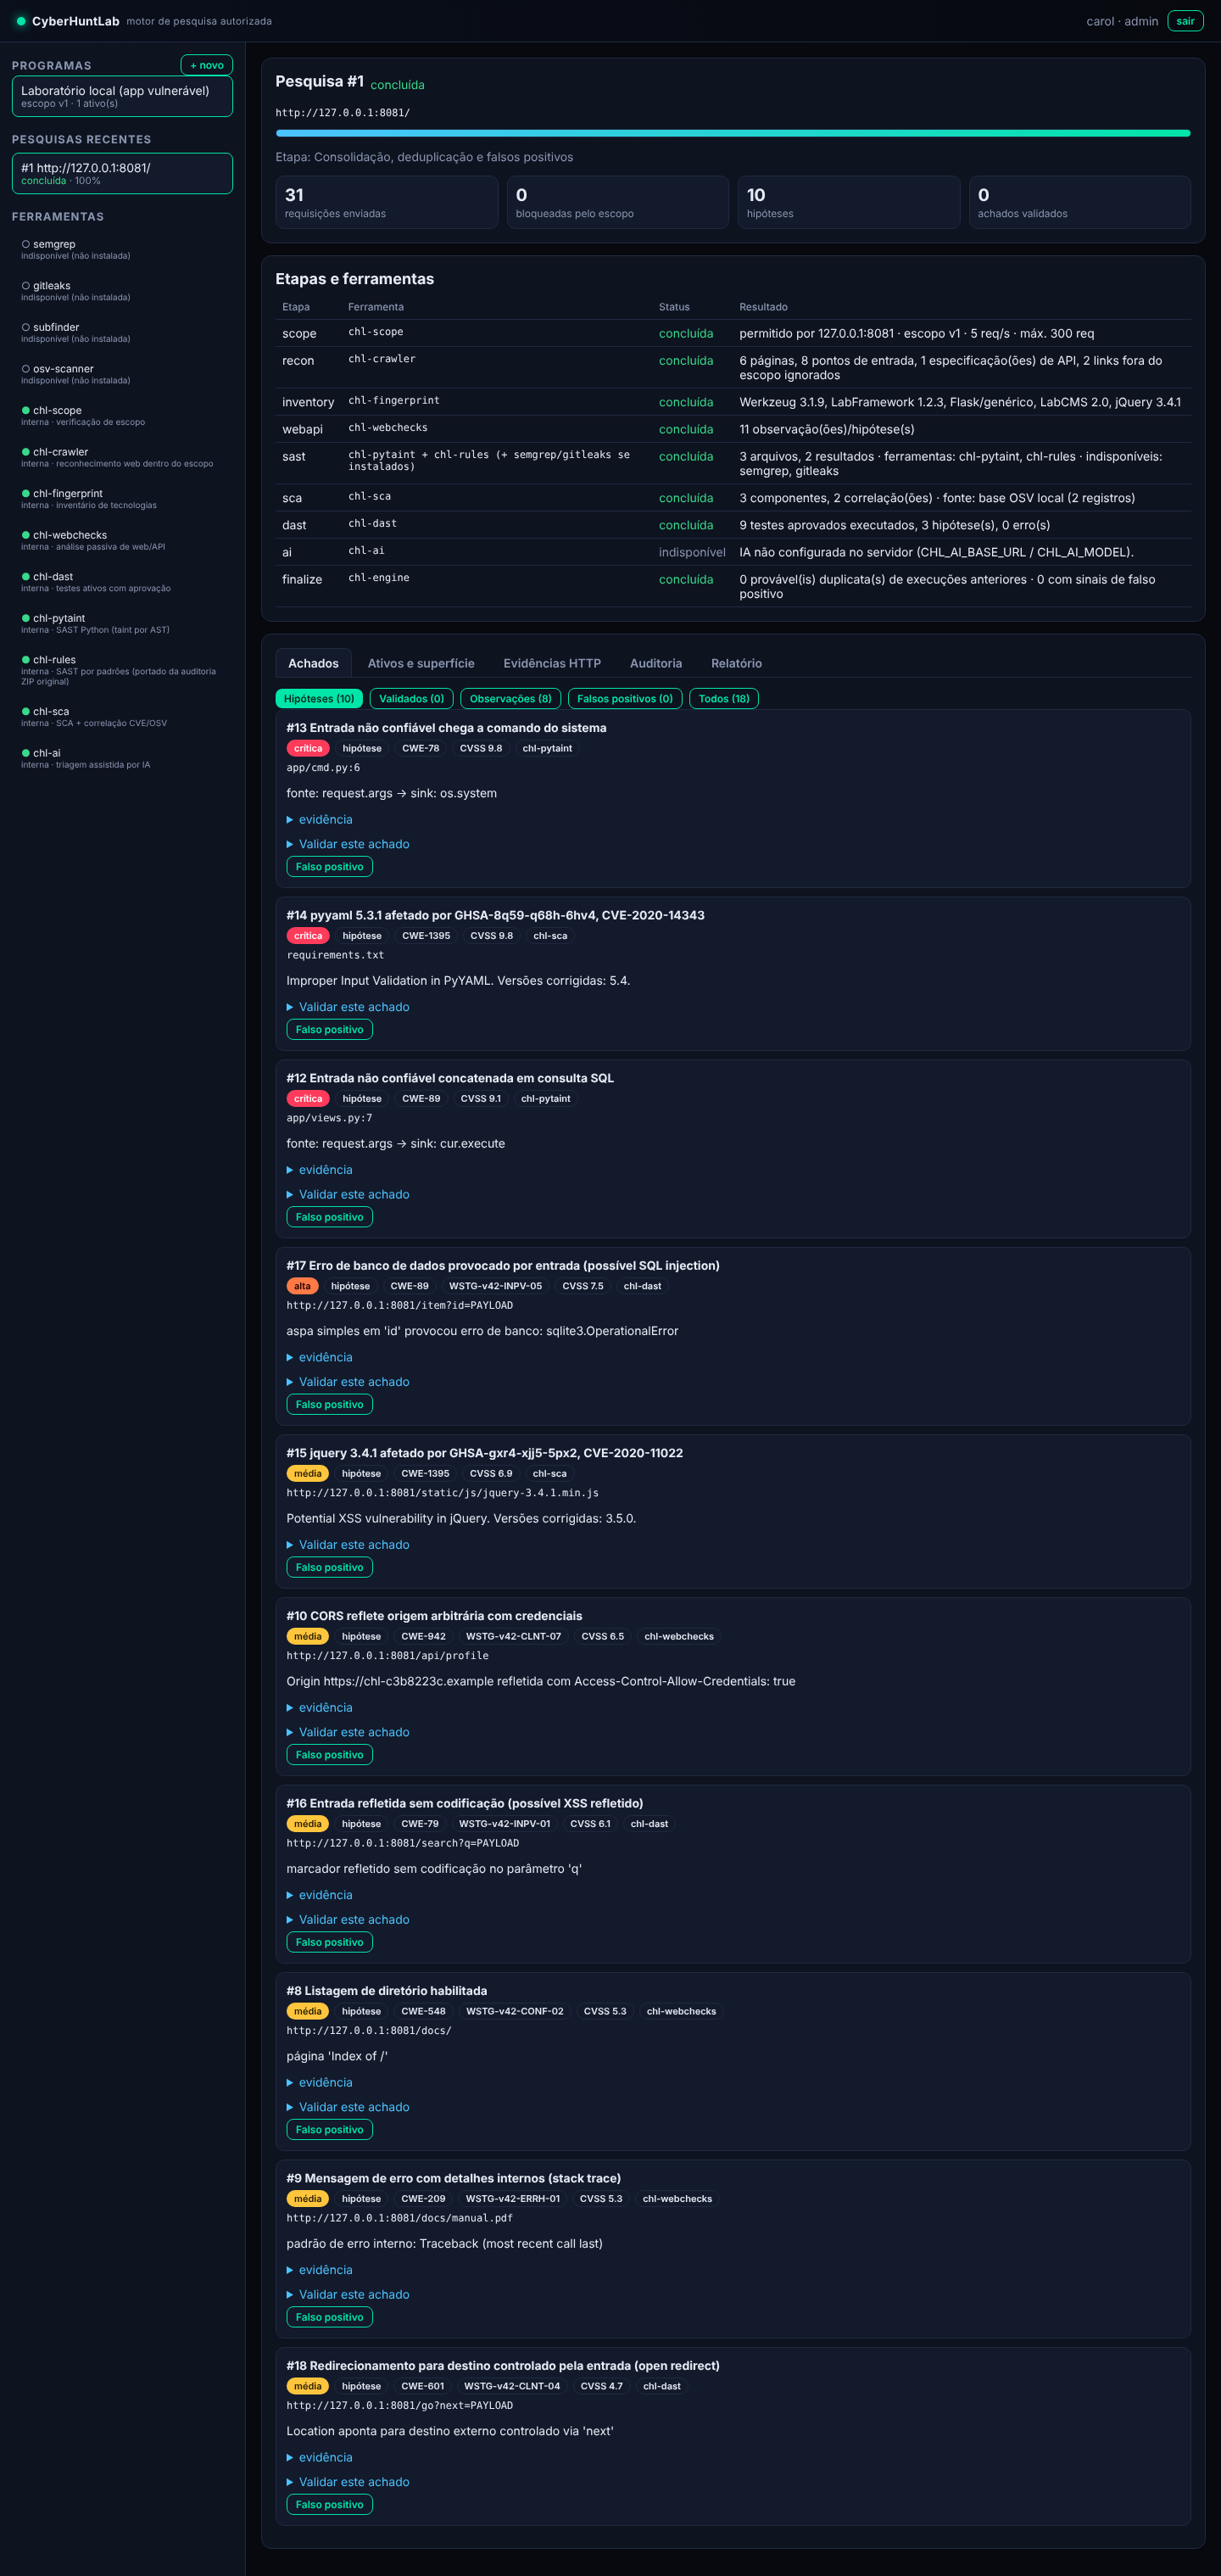 CyberHuntLab motor de pesquisa autorizada
carol · admin sair
PROGRAMAS + novo
Laboratório local (app vulnerável)
escopo v1 · 1 ativo(s)
PESQUISAS RECENTES
#1 http://127.0.0.1:8081/
concluída · 100%
FERRAMENTAS
semgrep
indisponível (não instalada)
gitleaks
indisponível (não instalada)
subfinder
indisponível (não instalada)
osv-scanner
indisponível (não instalada)
chl-scope
interna · verificação de escopo
chl-crawler
interna · reconhecimento web dentro do escopo
chl-fingerprint
interna · inventário de tecnologias
chl-webchecks
interna · análise passiva de web/API
chl-dast
interna · testes ativos com aprovação
chl-pytaint
interna · SAST Python (taint por AST)
chl-rules
interna · SAST por padrões (portado da auditoria
ZIP original)
chl-sca
interna · SCA + correlação CVE/OSV
chl-ai
interna · triagem assistida por IA
Pesquisa #1 concluída
http://127.0.0.1:8081/
Etapa: Consolidação, deduplicação e falsos positivos
31
requisições enviadas
0
bloqueadas pelo escopo
10
hipóteses
0
achados validados
Etapas e ferramentas
Etapa Ferramenta Status Resultado
scope chl-scope concluída permitido por 127.0.0.1:8081 · escopo v1 · 5 req/s · máx. 300 req
recon chl-crawler concluída 6 páginas, 8 pontos de entrada, 1 especificação(ões) de API, 2 links fora do
escopo ignorados
inventory chl-fingerprint concluída Werkzeug 3.1.9, LabFramework 1.2.3, Flask/genérico, LabCMS 2.0, jQuery 3.4.1
webapi chl-webchecks concluída 11 observação(ões)/hipótese(s)
sast chl-pytaint + chl-rules (+ semgrep/gitleaks se
instalados) concluída 3 arquivos, 2 resultados · ferramentas: chl-pytaint, chl-rules · indisponíveis:
semgrep, gitleaks
sca chl-sca concluída 3 componentes, 2 correlação(ões) · fonte: base OSV local (2 registros)
dast chl-dast concluída 9 testes aprovados executados, 3 hipótese(s), 0 erro(s)
ai chl-ai indisponível IA não configurada no servidor (CHL_AI_BASE_URL / CHL_AI_MODEL).
finalize chl-engine concluída 0 provável(is) duplicata(s) de execuções anteriores · 0 com sinais de falso
positivo
Achados Ativos e superfície Evidências HTTP Auditoria Relatório
Hipóteses (10) Validados (0) Observações (8) Falsos positivos (0) Todos (18)
#13 Entrada não confiável chega a comando do sistema
crítica hipótese CWE-78 CVSS 9.8 chl-pytaint
app/cmd.py:6
fonte: request.args → sink: os.system
▶ evidência
▶ Validar este achado
Falso positivo
#14 pyyaml 5.3.1 afetado por GHSA-8q59-q68h-6hv4, CVE-2020-14343
crítica hipótese CWE-1395 CVSS 9.8 chl-sca
requirements.txt
Improper Input Validation in PyYAML. Versões corrigidas: 5.4.
▶ Validar este achado
Falso positivo
#12 Entrada não confiável concatenada em consulta SQL
crítica hipótese CWE-89 CVSS 9.1 chl-pytaint
app/views.py:7
fonte: request.args → sink: cur.execute
▶ evidência
▶ Validar este achado
Falso positivo
#17 Erro de banco de dados provocado por entrada (possível SQL injection)
alta hipótese CWE-89 WSTG-v42-INPV-05 CVSS 7.5 chl-dast
http://127.0.0.1:8081/item?id=PAYLOAD
aspa simples em 'id' provocou erro de banco: sqlite3.OperationalError
▶ evidência
▶ Validar este achado
Falso positivo
#15 jquery 3.4.1 afetado por GHSA-gxr4-xjj5-5px2, CVE-2020-11022
média hipótese CWE-1395 CVSS 6.9 chl-sca
http://127.0.0.1:8081/static/js/jquery-3.4.1.min.js
Potential XSS vulnerability in jQuery. Versões corrigidas: 3.5.0.
▶ Validar este achado
Falso positivo
#10 CORS reflete origem arbitrária com credenciais
média hipótese CWE-942 WSTG-v42-CLNT-07 CVSS 6.5 chl-webchecks
http://127.0.0.1:8081/api/profile
Origin https://chl-c3b8223c.example refletida com Access-Control-Allow-Credentials: true
▶ evidência
▶ Validar este achado
Falso positivo
#16 Entrada refletida sem codificação (possível XSS refletido)
média hipótese CWE-79 WSTG-v42-INPV-01 CVSS 6.1 chl-dast
http://127.0.0.1:8081/search?q=PAYLOAD
marcador refletido sem codificação no parâmetro 'q'
▶ evidência
▶ Validar este achado
Falso positivo
#8 Listagem de diretório habilitada
média hipótese CWE-548 WSTG-v42-CONF-02 CVSS 5.3 chl-webchecks
http://127.0.0.1:8081/docs/
página 'Index of /'
▶ evidência
▶ Validar este achado
Falso positivo
#9 Mensagem de erro com detalhes internos (stack trace)
média hipótese CWE-209 WSTG-v42-ERRH-01 CVSS 5.3 chl-webchecks
http://127.0.0.1:8081/docs/manual.pdf
padrão de erro interno: Traceback (most recent call last)
▶ evidência
▶ Validar este achado
Falso positivo
#18 Redirecionamento para destino controlado pela entrada (open redirect)
média hipótese CWE-601 WSTG-v42-CLNT-04 CVSS 4.7 chl-dast
http://127.0.0.1:8081/go?next=PAYLOAD
Location aponta para destino externo controlado via 'next'
▶ evidência
▶ Validar este achado
Falso positivo